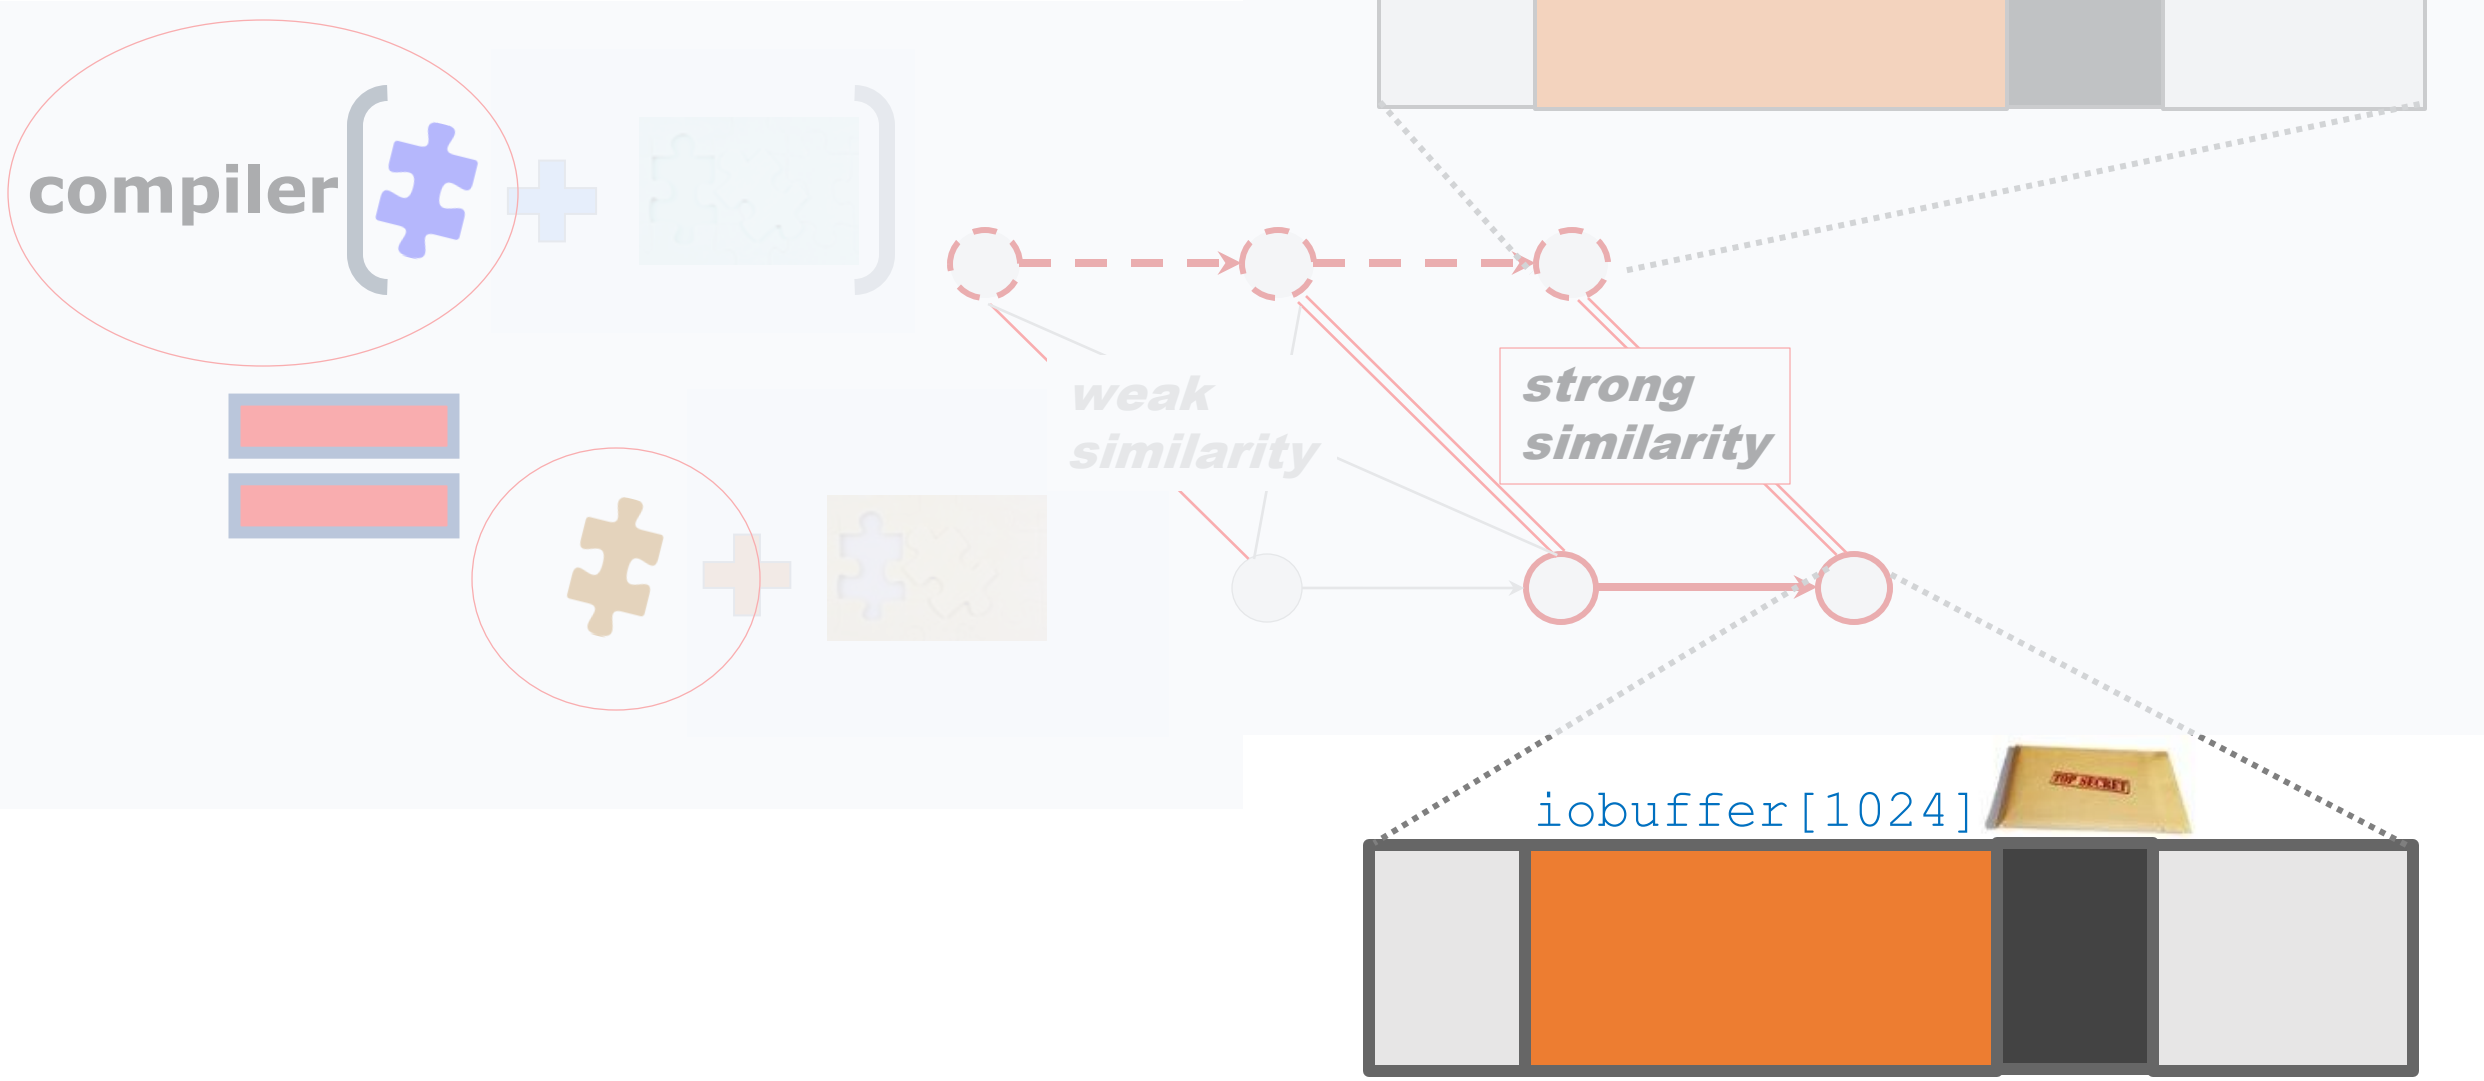 compiler
weak
similarity
strong
similarity
iobuffer[1024]
TOP SECRET